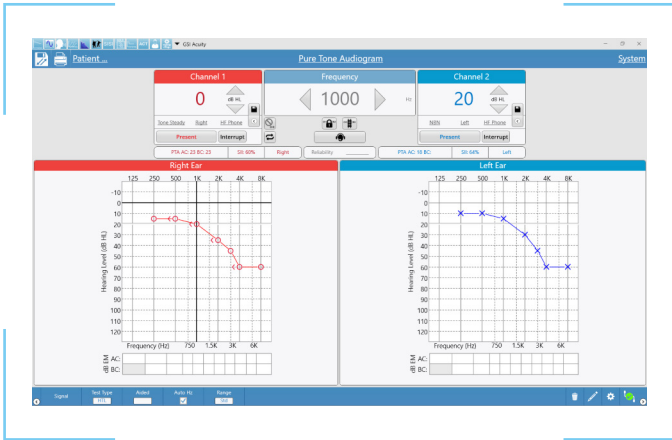 GSI Acuity
Patient ... Pure Tone Audiogram System
Channel 1 Frequency Channel 2
0 dB HL 1000 Hz 20 dB HL
Tone Steady Right HF Phone NBN Left HF Phone
Present Interrupt Present Interrupt
PTA AC: 23 BC: 23 SII: 60% Right Reliability PTA AC: 18 BC: SII: 64% Left
Right Ear Left Ear
125 250 500 1K 2K 4K 8K 125 250 500 1K 2K 4K 8K
-10 -10
0 0
10 10
20 20
30 30
40 40
50 50
60 60
70 70
80 80
90 90
100 100
110 110
120 120
Hearing Level (dB HL) Hearing Level (dB HL)
Frequency (Hz) 750 1.5K 3K 6K Frequency (Hz) 750 1.5K 3K 6K
dB EM AC: dB EM AC:
BC: BC:
Signal Test Type Aided Auto Hz Range
HTL